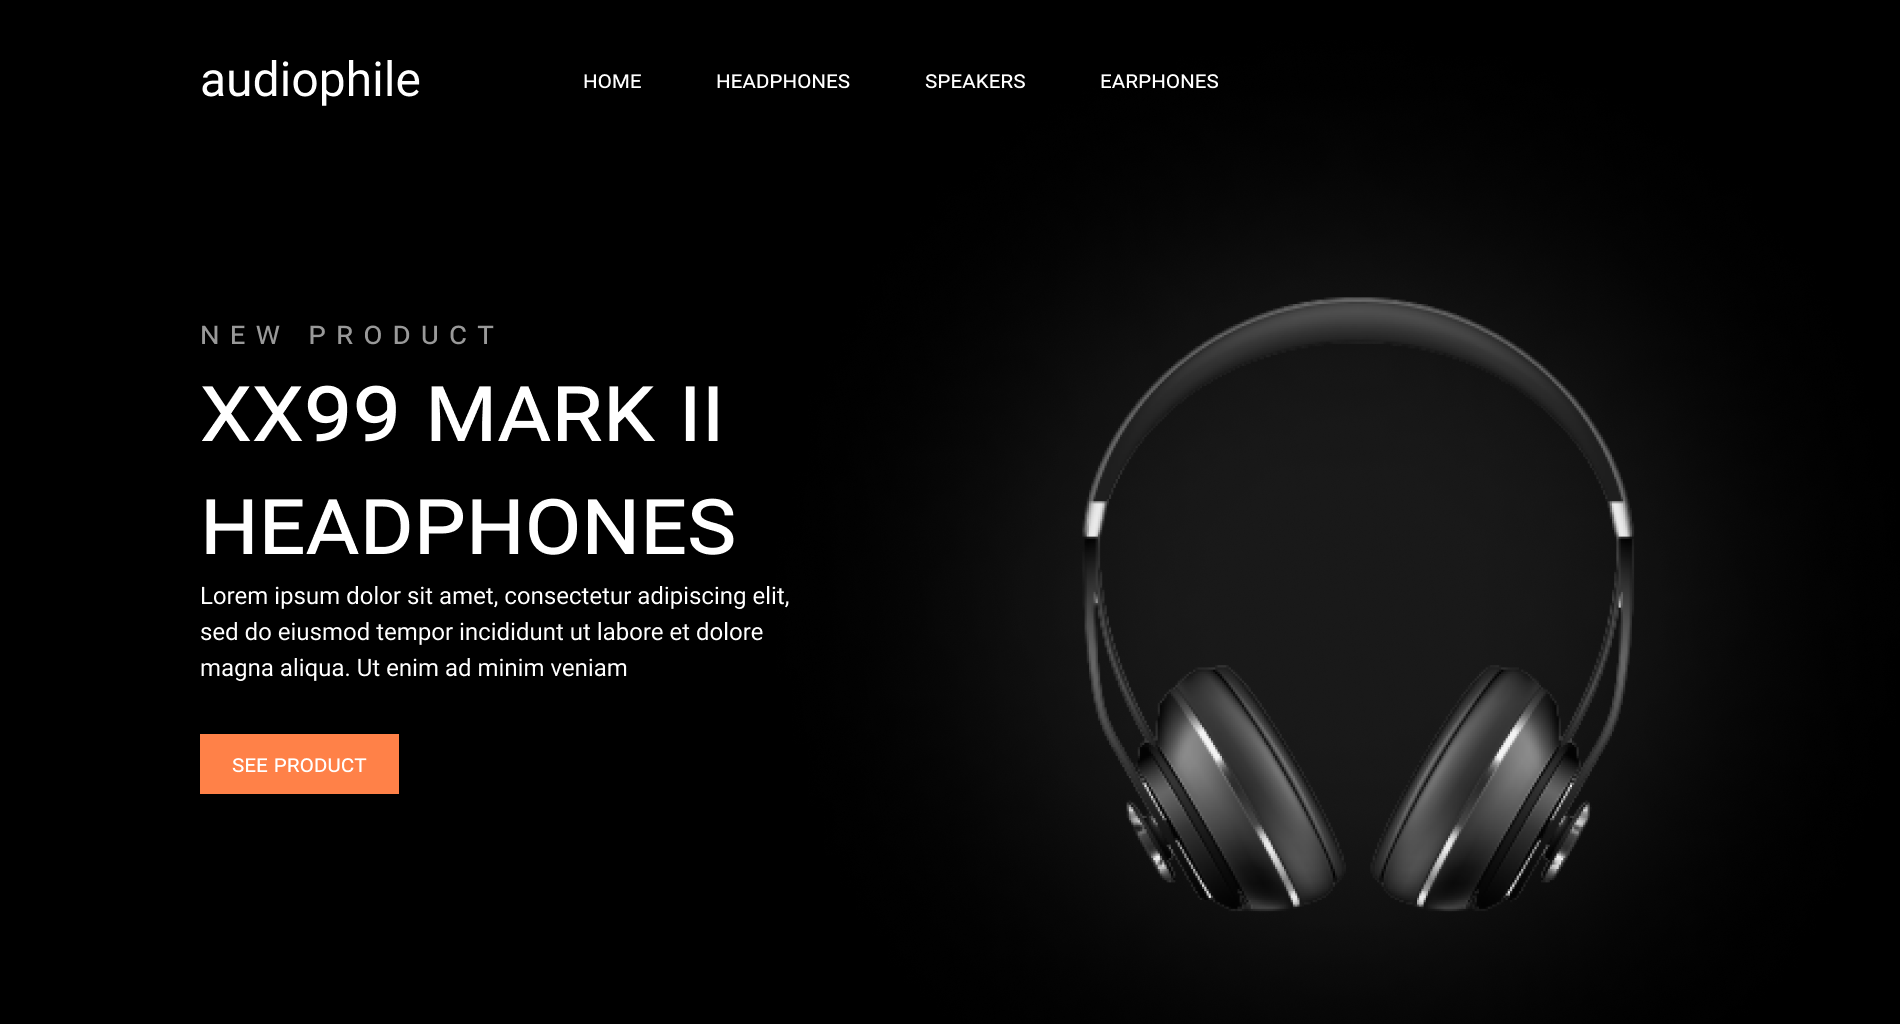 audiophile
HOME HEADPHONES SPEAKERS EARPHONES
NEW PRODUCT
XX99 MARK II
HEADPHONES
Lorem ipsum dolor sit amet, consectetur adipiscing elit,
sed do eiusmod tempor incididunt ut labore et dolore
magna aliqua. Ut enim ad minim veniam
SEE PRODUCT